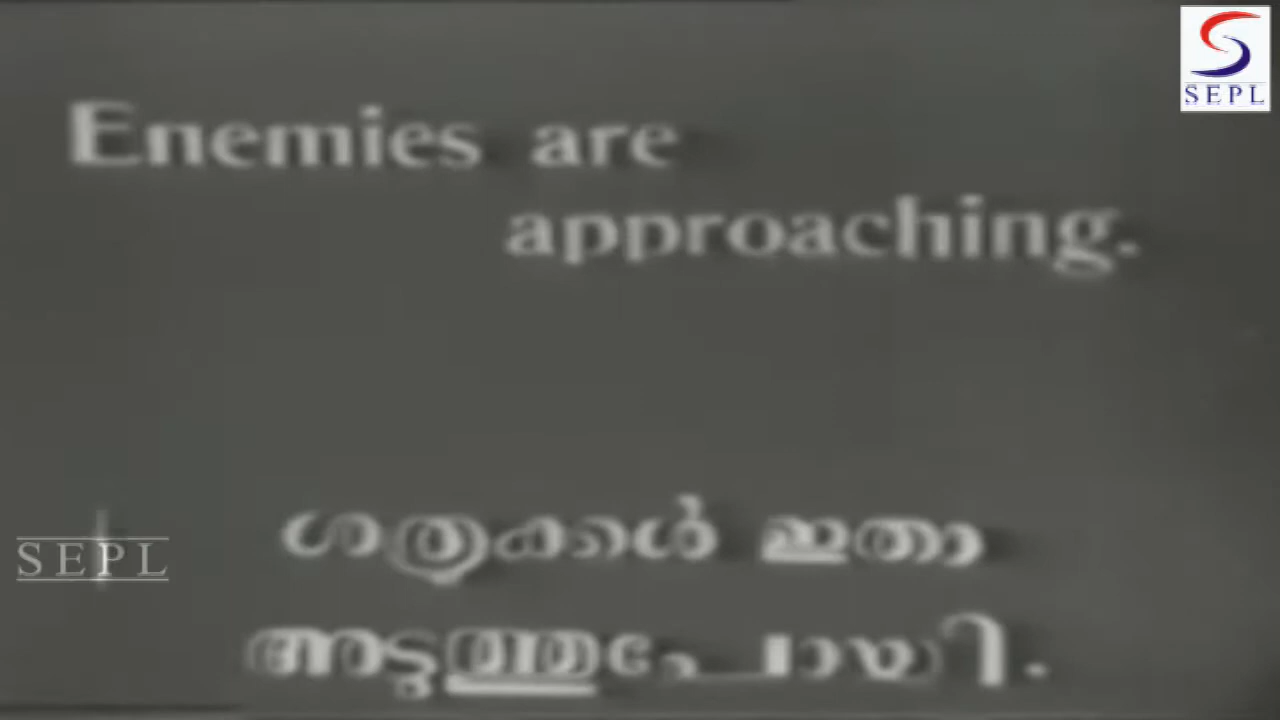 SEPL
Enemies are
approaching.
ശത്രുക്കൾ ഇതാ
SEPL
അടുത്തുപോയി.